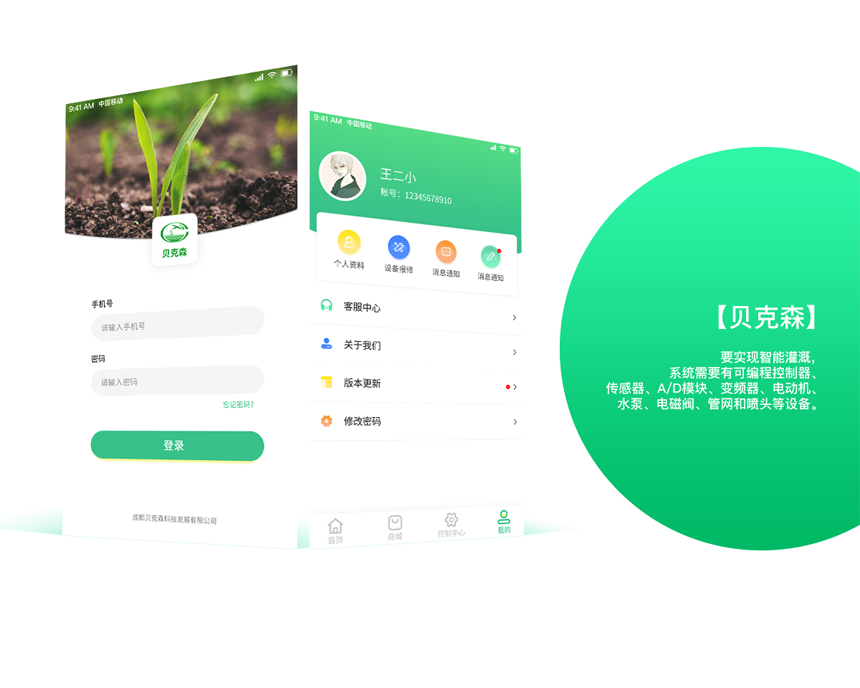 9:41 AM 中国移动
贝克森
手机号
请输入手机号
密码
请输入密码
忘记密码？
登录
成都贝克森科技发展有限公司
9:41 AM 中国移动
王二小
账号：12345678910
个人资料
设备报修
消息通知
消息通知
客服中心
关于我们
版本更新
修改密码
首页
商城
控制中心
我的
【贝克森】
要实现智能灌溉，
系统需要有可编程控制器、
传感器、A/D模块、变频器、电动机、
水泵、电磁阀、管网和喷头等设备。